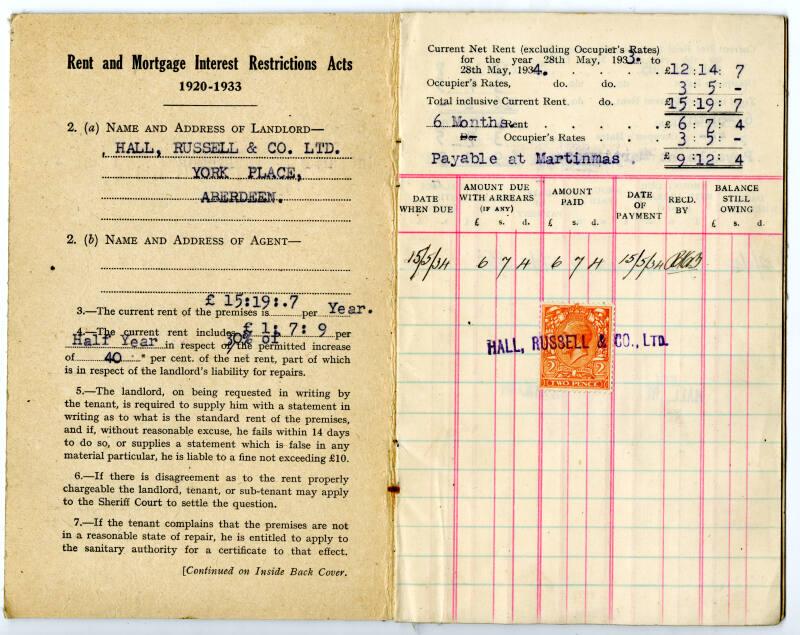 Rent and Mortgage Interest Restrictions Acts
1920-1933
2. (a) NAME AND ADDRESS OF LANDLORD—
HALL, RUSSELL & CO. LTD.
YORK PLACE,
ABERDEEN.
2. (b) NAME AND ADDRESS OF AGENT—
£ 15:19:.7
3.—The current rent of the premises is per Year.
4.—The current rent includes £ 1: 7: 9 per
Half Year in respect of 30% of the permitted increase
of 40 * per cent. of the net rent, part of which
is in respect of the landlord's liability for repairs.
5.—The landlord, on being requested in writing by
the tenant, is required to supply him with a statement in
writing as to what is the standard rent of the premises,
and if, without reasonable excuse, he fails within 14 days
to do so, or supplies a statement which is false in any
material particular, he is liable to a fine not exceeding £10.
6.—If there is disagreement as to the rent properly
chargeable the landlord, tenant, or sub-tenant may apply
to the Sheriff Court to settle the question.
7.—If the tenant complains that the premises are not
in a reasonable state of repair, he is entitled to apply to
the sanitary authority for a certificate to that effect.
[Continued on Inside Back Cover.
Current Net Rent (excluding Occupier's Rates)
for the year 28th May, 1933. to
28th May, 1934. £12:14: 7
Occupier's Rates, do. do. 3: 5: -
Total inclusive Current Rent. do. £15:19: 7
6 Months Rent £ 6: 7: 4
Do. Occupier's Rates 3: 5: -
Payable at Martinmas. £ 9:12: 4
DATE WHEN DUE AMOUNT DUE WITH ARREARS (IF ANY) £ s. d. AMOUNT PAID £ s. d. DATE OF PAYMENT RECD. BY BALANCE STILL OWING £ s. d.
15/5/34 6 7 4 6 7 4 15/5/34
HALL, RUSSELL & CO., LTD.
2 2
TWO PENCE